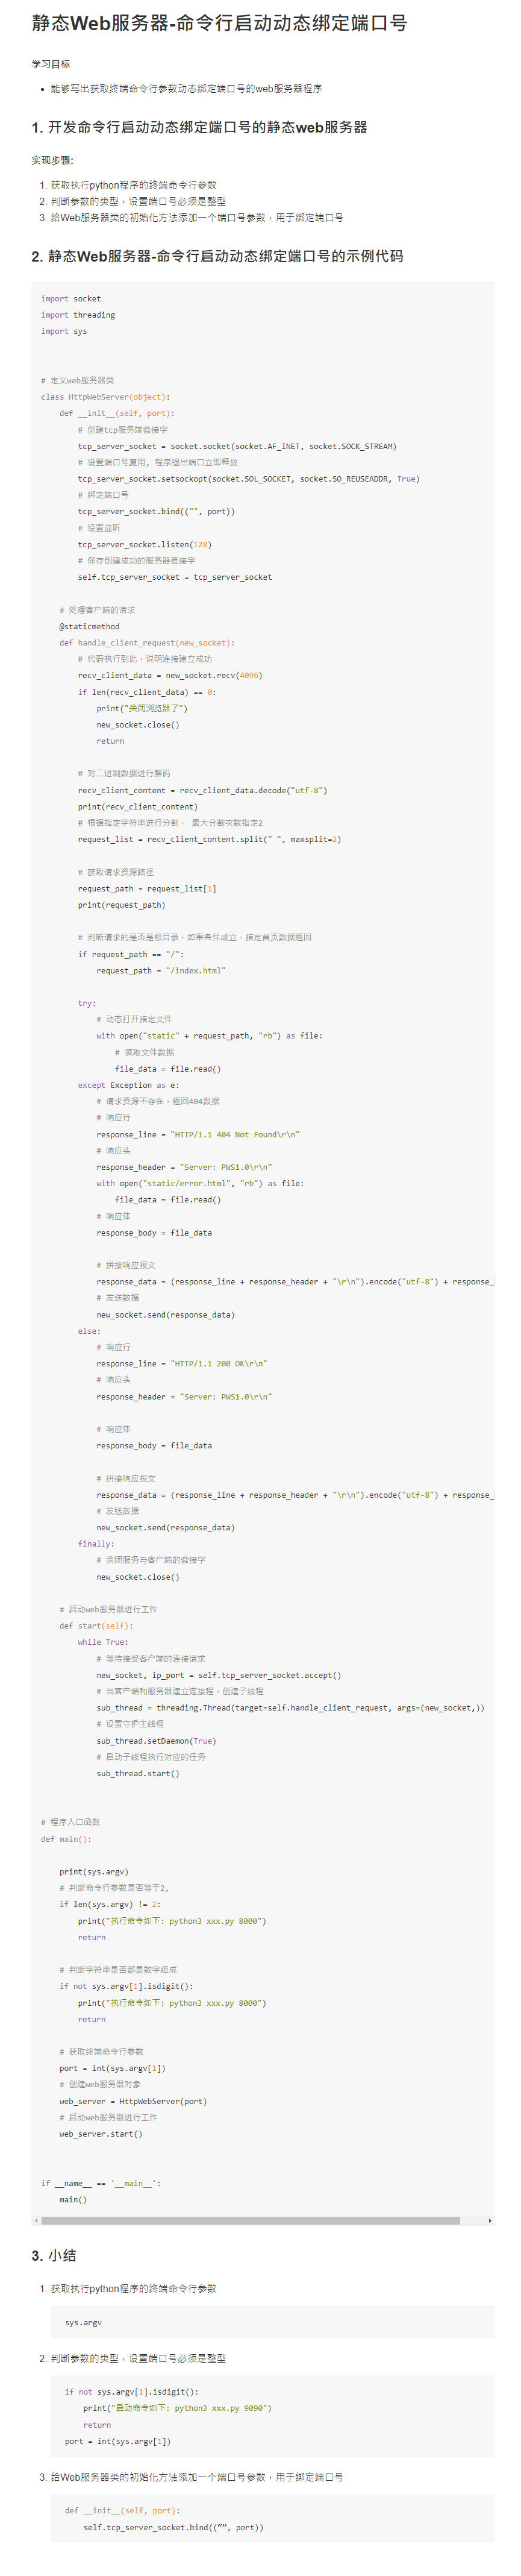 静态Web服务器-命令行启动动态绑定端口号
学习目标
• 能够写出获取终端命令行参数动态绑定端口号的web服务器程序
1. 开发命令行启动动态绑定端口号的静态web服务器
实现步骤:
1. 获取执行python程序的终端命令行参数
2. 判断参数的类型，设置端口号必须是整型
3. 给Web服务器类的初始化方法添加一个端口号参数，用于绑定端口号
2. 静态Web服务器-命令行启动动态绑定端口号的示例代码
import socket
import threading
import sys
# 定义web服务器类
class HttpWebServer(object):
    def __init__(self, port):
        # 创建tcp服务端套接字
        tcp_server_socket = socket.socket(socket.AF_INET, socket.SOCK_STREAM)
        # 设置端口号复用, 程序退出端口立即释放
        tcp_server_socket.setsockopt(socket.SOL_SOCKET, socket.SO_REUSEADDR, True)
        # 绑定端口号
        tcp_server_socket.bind(("", port))
        # 设置监听
        tcp_server_socket.listen(128)
        # 保存创建成功的服务器套接字
        self.tcp_server_socket = tcp_server_socket
    # 处理客户端的请求
    @staticmethod
    def handle_client_request(new_socket):
        # 代码执行到此，说明连接建立成功
        recv_client_data = new_socket.recv(4096)
        if len(recv_client_data) == 0:
            print("关闭浏览器了")
            new_socket.close()
            return
        # 对二进制数据进行解码
        recv_client_content = recv_client_data.decode("utf-8")
        print(recv_client_content)
        # 根据指定字符串进行分割， 最大分割次数指定2
        request_list = recv_client_content.split(" ", maxsplit=2)
        # 获取请求资源路径
        request_path = request_list[1]
        print(request_path)
        # 判断请求的是否是根目录，如果条件成立，指定首页数据返回
        if request_path == "/":
            request_path = "/index.html"
        try:
            # 动态打开指定文件
            with open("static" + request_path, "rb") as file:
                # 读取文件数据
                file_data = file.read()
        except Exception as e:
            # 请求资源不存在，返回404数据
            # 响应行
            response_line = "HTTP/1.1 404 Not Found\r\n"
            # 响应头
            response_header = "Server: PWS1.0\r\n"
            with open("static/error.html", "rb") as file:
                file_data = file.read()
            # 响应体
            response_body = file_data
            # 拼接响应报文
            response_data = (response_line + response_header + "\r\n").encode("utf-8") + response_
            # 发送数据
            new_socket.send(response_data)
        else:
            # 响应行
            response_line = "HTTP/1.1 200 OK\r\n"
            # 响应头
            response_header = "Server: PWS1.0\r\n"
            # 响应体
            response_body = file_data
            # 拼接响应报文
            response_data = (response_line + response_header + "\r\n").encode("utf-8") + response_
            # 发送数据
            new_socket.send(response_data)
        finally:
            # 关闭服务与客户端的套接字
            new_socket.close()
    # 启动web服务器进行工作
    def start(self):
        while True:
            # 等待接受客户端的连接请求
            new_socket, ip_port = self.tcp_server_socket.accept()
            # 当客户端和服务器建立连接程，创建子线程
            sub_thread = threading.Thread(target=self.handle_client_request, args=(new_socket,))
            # 设置守护主线程
            sub_thread.setDaemon(True)
            # 启动子线程执行对应的任务
            sub_thread.start()
# 程序入口函数
def main():
    print(sys.argv)
    # 判断命令行参数是否等于2,
    if len(sys.argv) != 2:
        print("执行命令如下: python3 xxx.py 8000")
        return
    # 判断字符串是否都是数字组成
    if not sys.argv[1].isdigit():
        print("执行命令如下: python3 xxx.py 8000")
        return
    # 获取终端命令行参数
    port = int(sys.argv[1])
    # 创建web服务器对象
    web_server = HttpWebServer(port)
    # 启动web服务器进行工作
    web_server.start()
if __name__ == '__main__':
    main()
3. 小结
1. 获取执行python程序的终端命令行参数
sys.argv
2. 判断参数的类型，设置端口号必须是整型
if not sys.argv[1].isdigit():
    print("启动命令如下: python3 xxx.py 9090")
    return
port = int(sys.argv[1])
3. 给Web服务器类的初始化方法添加一个端口号参数，用于绑定端口号
def __init__(self, port):
    self.tcp_server_socket.bind((“”, port))